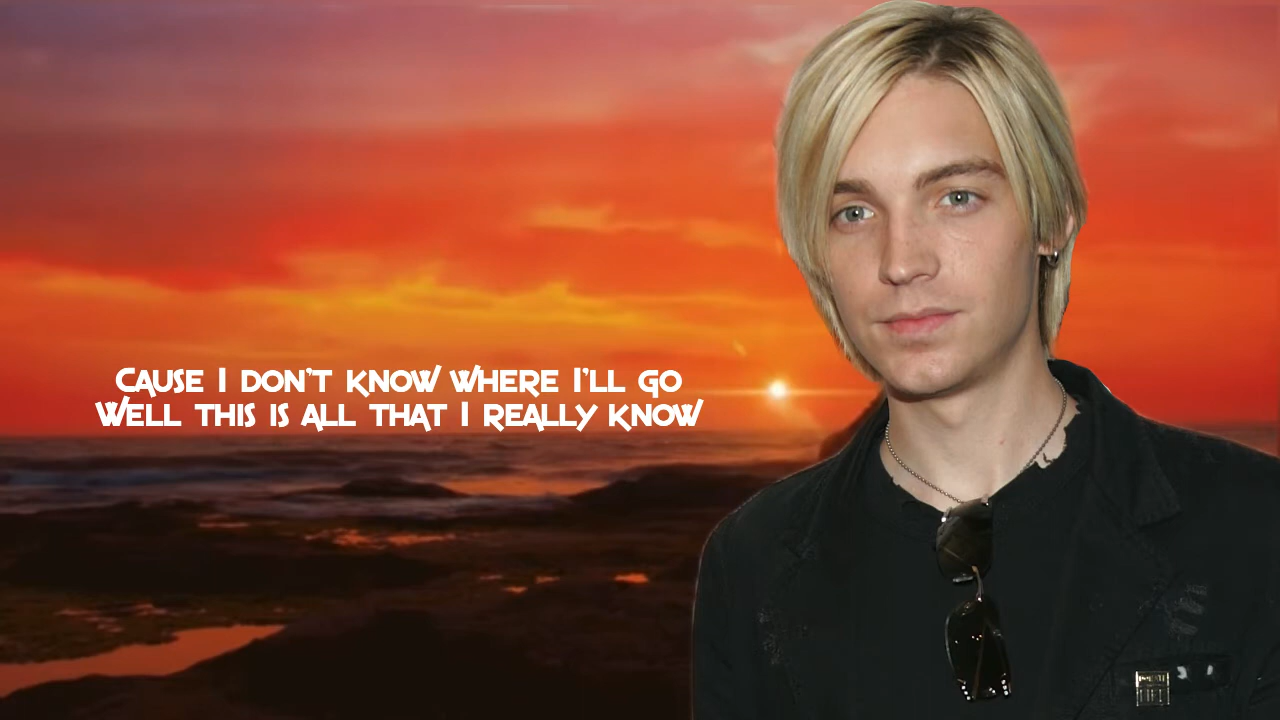 Cause I don't know where I'll go
Well this is all that I really know